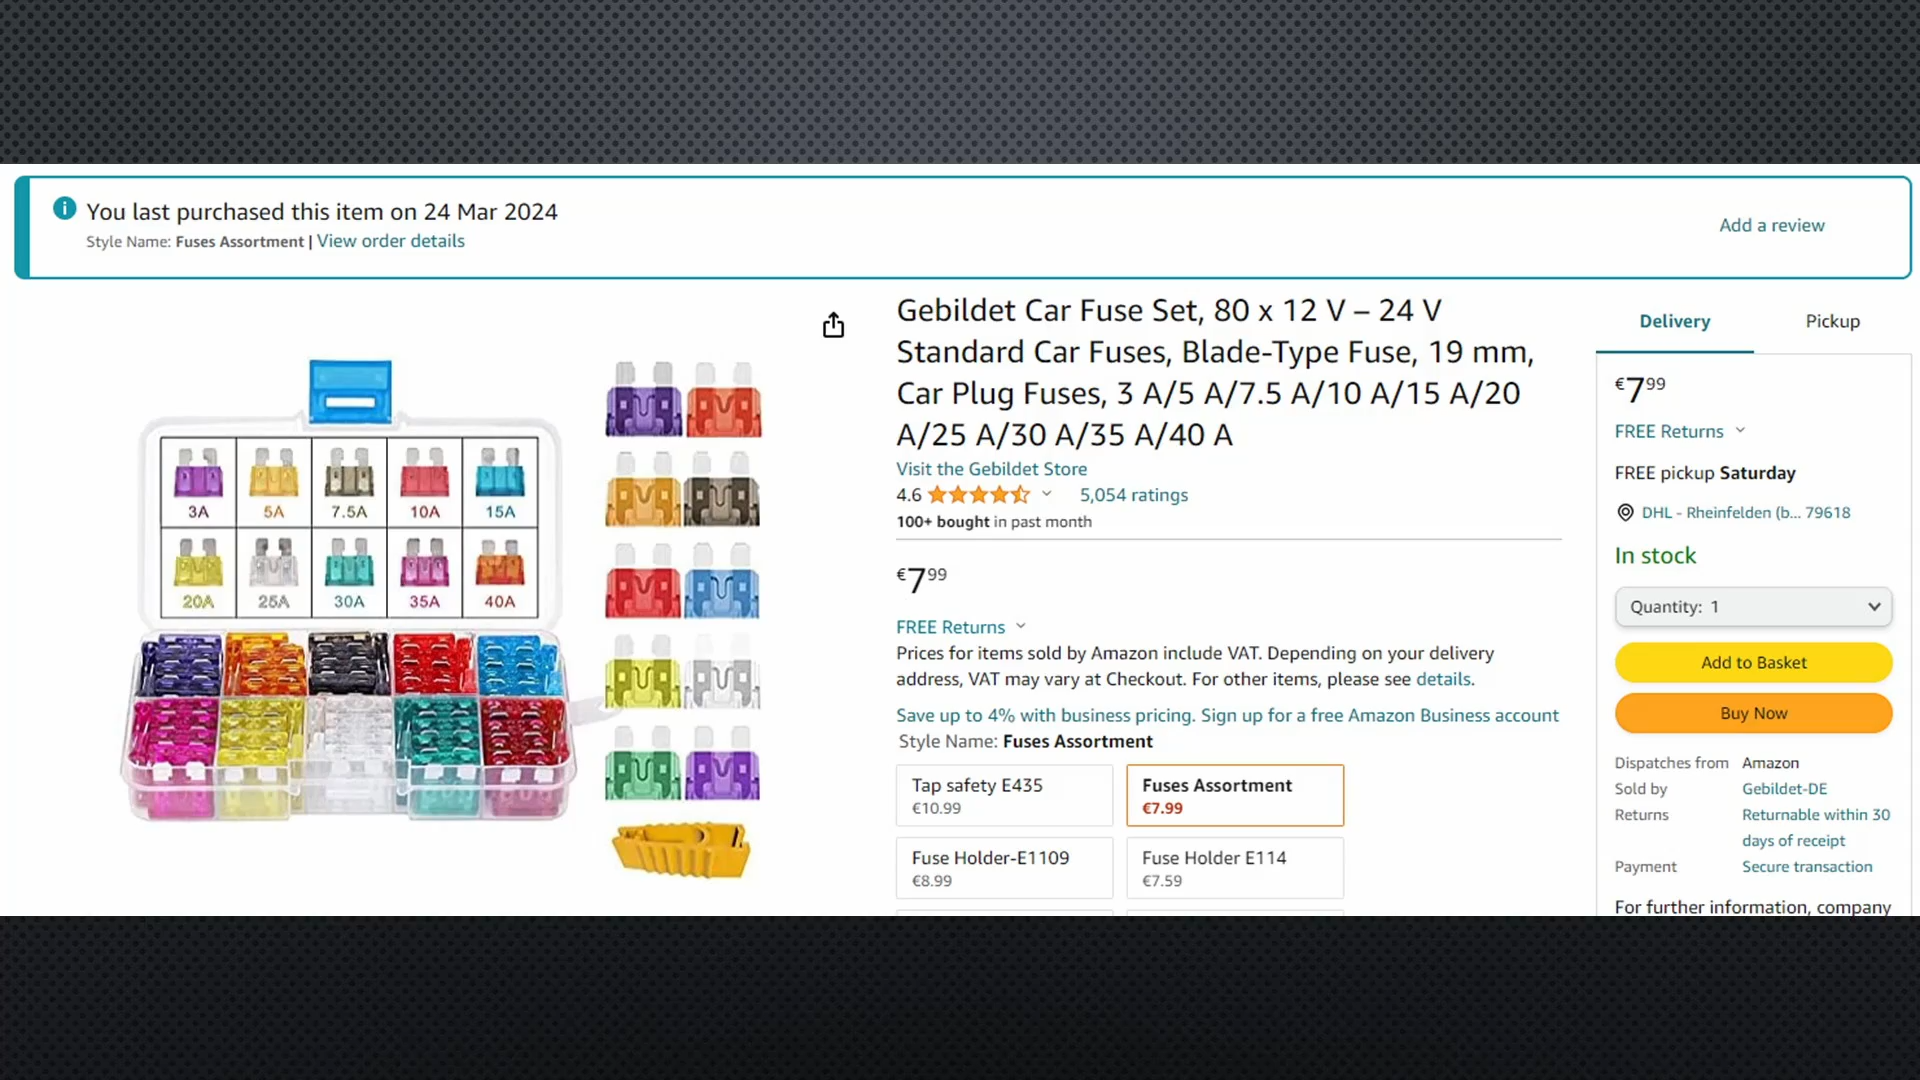 You last purchased this item on 24 Mar 2024
Style Name: Fuses Assortment | View order details
Add a review
3A
5A
7.5A
10A
15A
20A
25A
30A
35A
40A
Gebildet Car Fuse Set, 80 x 12 V – 24 V
Standard Car Fuses, Blade-Type Fuse, 19 mm,
Car Plug Fuses, 3 A/5 A/7.5 A/10 A/15 A/20
A/25 A/30 A/35 A/40 A
Visit the Gebildet Store
4.6
5,054 ratings
100+ bought in past month
€7 99
FREE Returns
Prices for items sold by Amazon include VAT. Depending on your delivery
address, VAT may vary at Checkout. For other items, please see details.
Save up to 4% with business pricing. Sign up for a free Amazon Business account
Style Name: Fuses Assortment
Tap safety E435
€10.99
Fuses Assortment
€7.99
Fuse Holder-E1109
€8.99
Fuse Holder E114
€7.59
Delivery
Pickup
€7 99
FREE Returns
FREE pickup Saturday
DHL - Rheinfelden (b... 79618
In stock
Quantity: 1
Add to Basket
Buy Now
Dispatches from Amazon
Sold by Gebildet-DE
Returns Returnable within 30
days of receipt
Payment Secure transaction
For further information, company